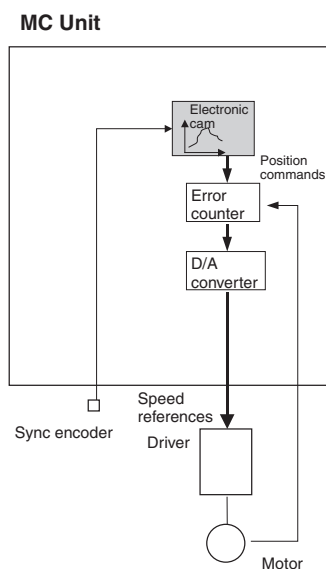 MC Unit
Electronic
cam
Position
commands
Error
counter
D/A
converter
Speed
references
Sync encoder
Driver
Motor